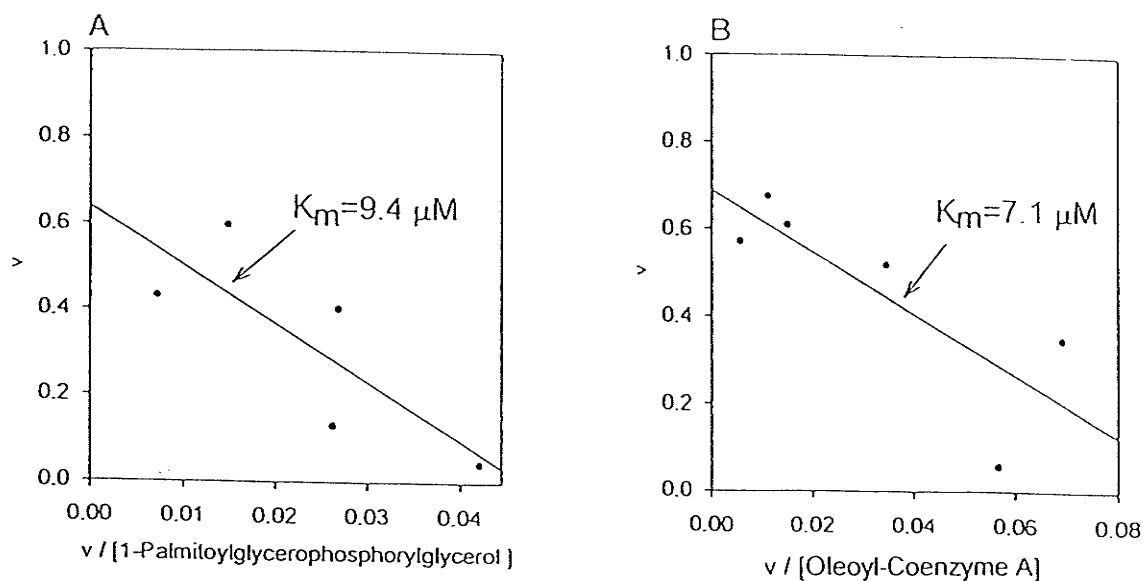 A
1.0
0.8
0.6
0.4
0.2
0.0
v
Km=9.4 μM
0.00 0.01 0.02 0.03 0.04
v / [1-Palmitoylglycerophosphorylglycerol ]
B
1.0
0.8
0.6
0.4
0.2
0.0
v
Km=7.1 μM
0.00 0.02 0.04 0.06 0.08
v / [Oleoyl-Coenzyme A]